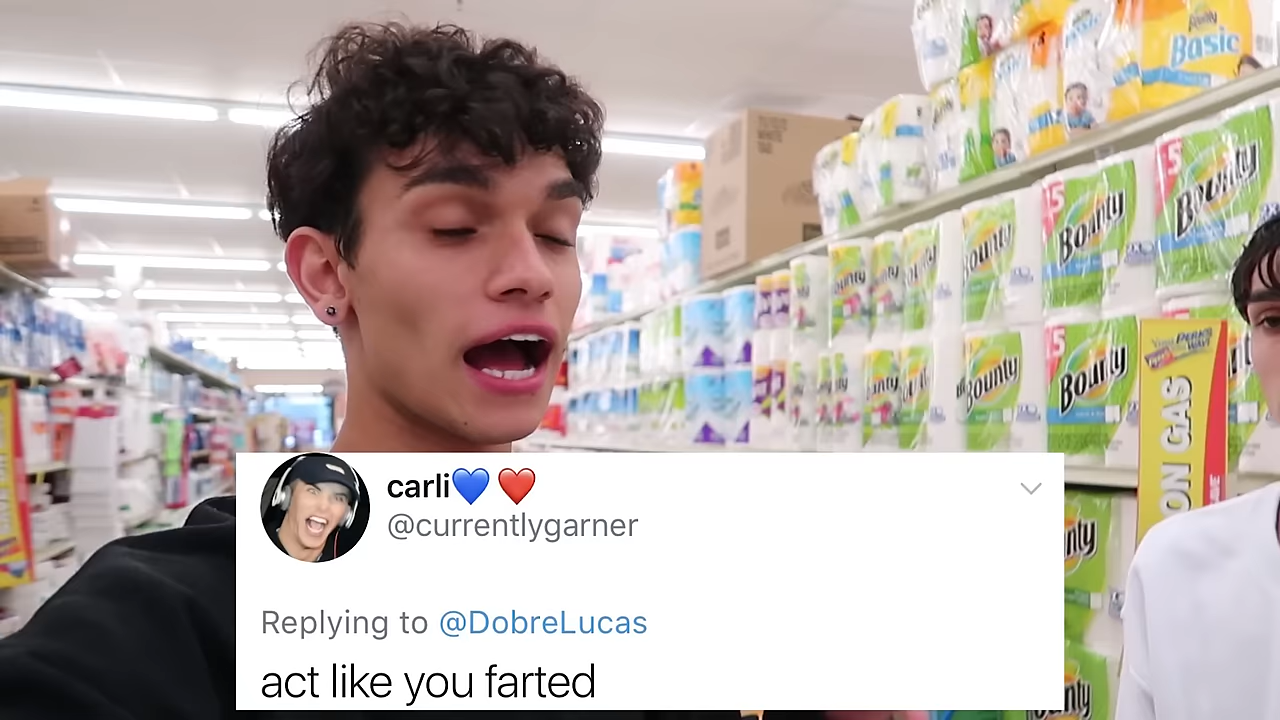 Basic
Bounty
Bounty
Bounty
Bounty
Bounty
ON GAS
carli💙 ❤️
@currentlygarner
Replying to @DobreLucas
act like you farted